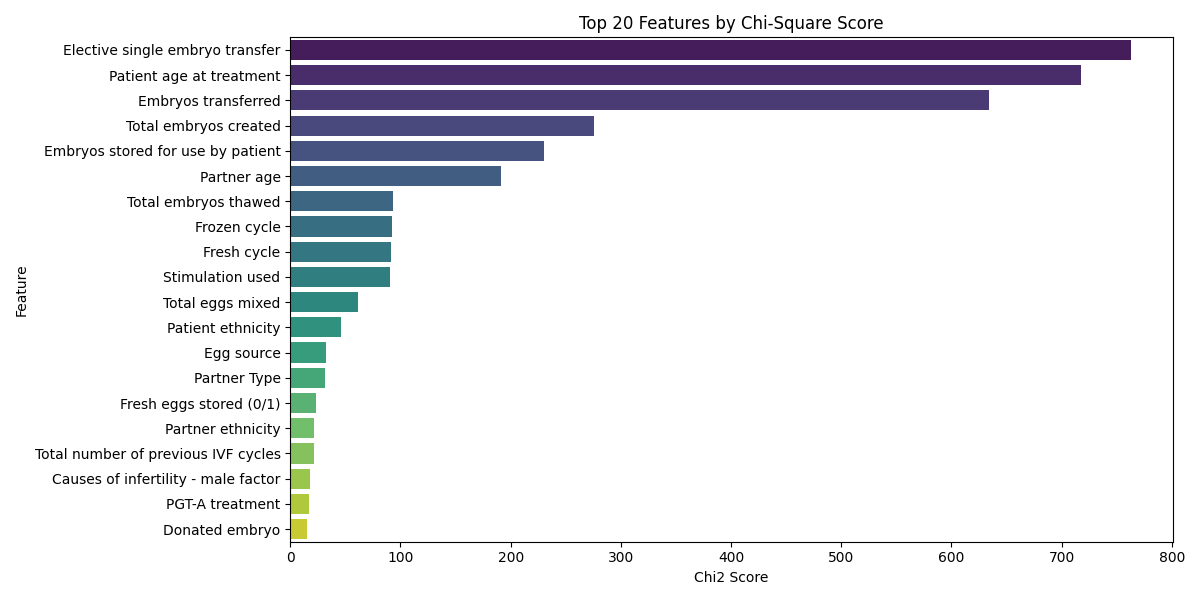 Top 20 Features by Chi-Square Score
Feature
Elective single embryo transfer
Patient age at treatment
Embryos transferred
Total embryos created
Embryos stored for use by patient
Partner age
Total embryos thawed
Frozen cycle
Fresh cycle
Stimulation used
Total eggs mixed
Patient ethnicity
Egg source
Partner Type
Fresh eggs stored (0/1)
Partner ethnicity
Total number of previous IVF cycles
Causes of infertility - male factor
PGT-A treatment
Donated embryo
0 100 200 300 400 500 600 700 800
Chi2 Score